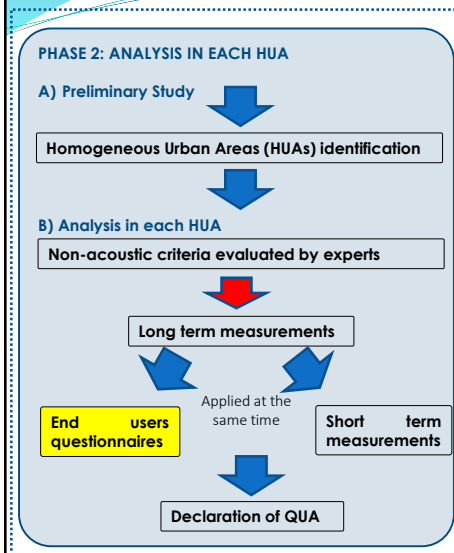 PHASE 2: ANALYSIS IN EACH HUA
A) Preliminary Study
Homogeneous Urban Areas (HUAs) identification
B) Analysis in each HUA
Non-acoustic criteria evaluated by experts
Long term measurements
Applied at the
same time
End users
questionnaires
Short term
measurements
Declaration of QUA